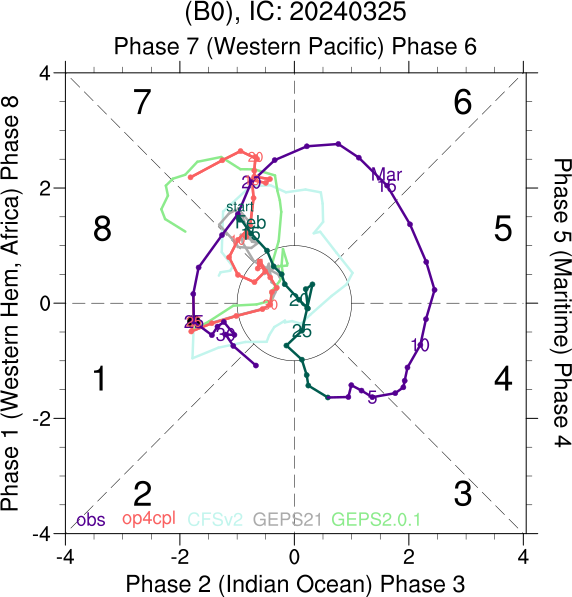 (B0), IC: 20240325
Phase 7 (Western Pacific) Phase 6
4
7
6
Mar
15
20
20
2
start
Feb
15
8
5
Phase 1 (Western Hem, Africa) Phase 8
Phase 5 (Maritime) Phase 4
0
20
30
25
30
25
10
1
4
5
-2
2
3
obs
op4cpl
CFSv2
GEPS21
GEPS2.0.1
-4
-4
-2
0
2
4
Phase 2 (Indian Ocean) Phase 3